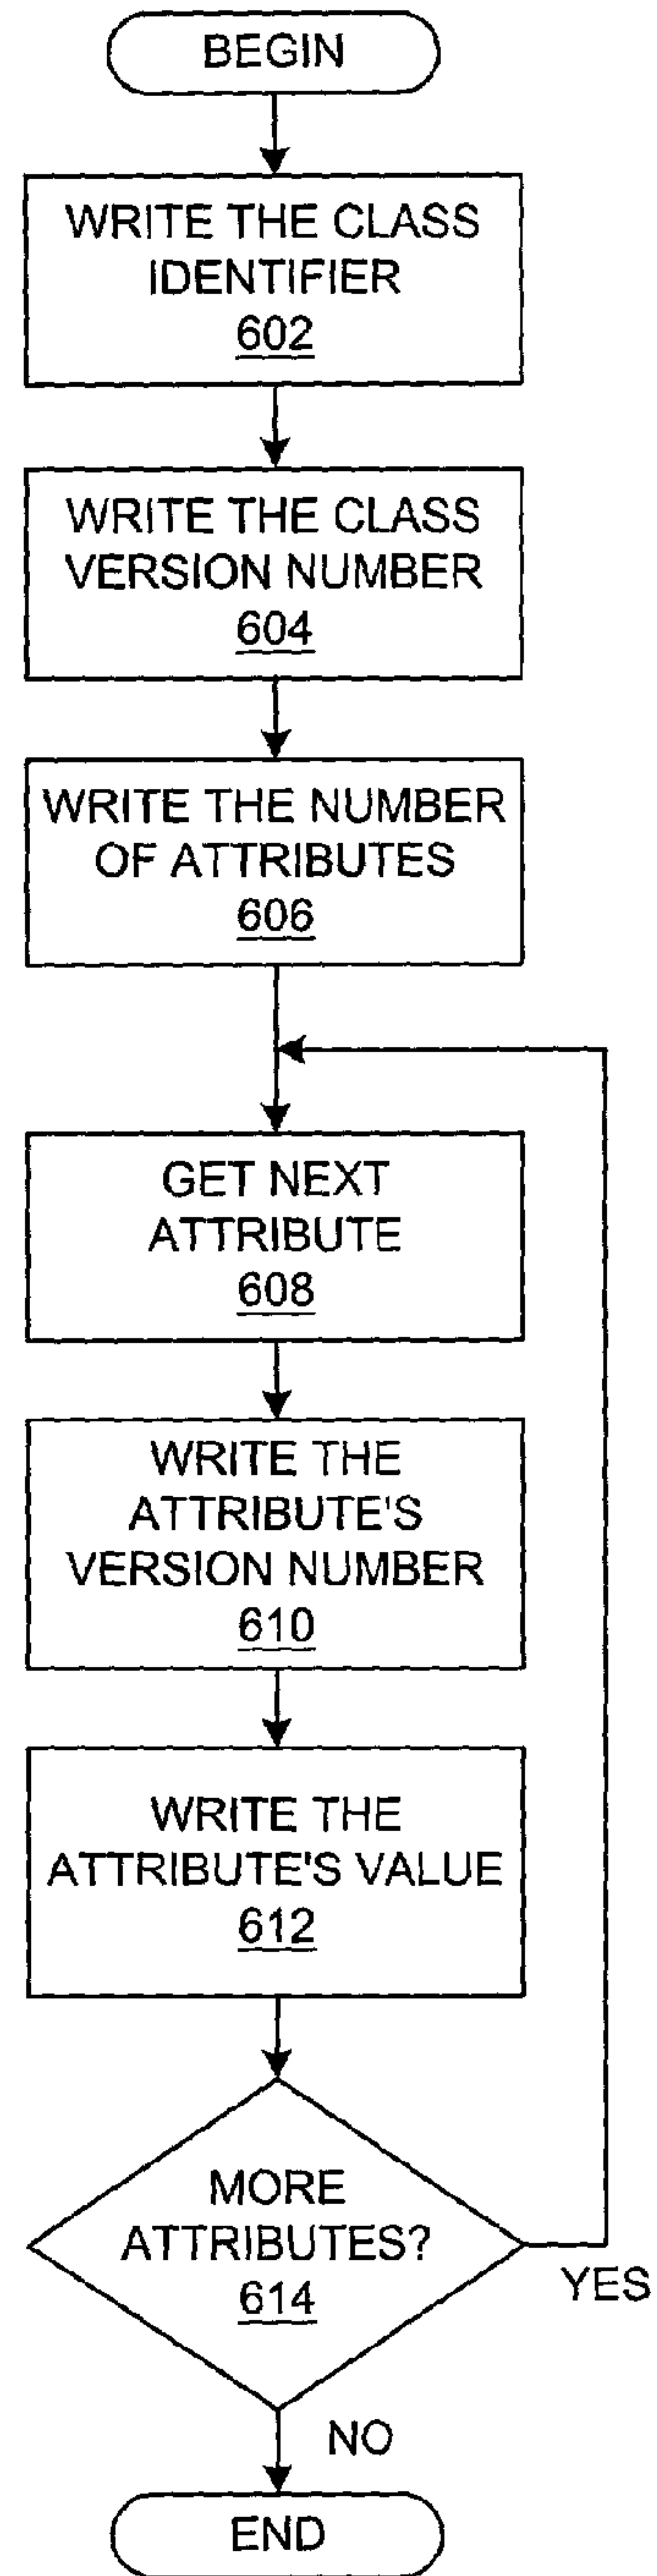 BEGIN
WRITE THE CLASS
IDENTIFIER
602
WRITE THE CLASS
VERSION NUMBER
604
WRITE THE NUMBER
OF ATTRIBUTES
606
GET NEXT
ATTRIBUTE
608
WRITE THE
ATTRIBUTE'S
VERSION NUMBER
610
WRITE THE
ATTRIBUTE'S VALUE
612
MORE
ATTRIBUTES?
614
YES
NO
END